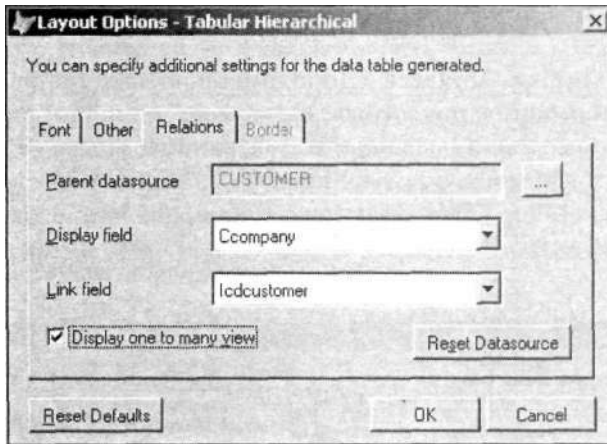 Layout Options - Tabular Hierarchical
You can specify additional settings for the data table generated.
Font Other Relations Border
Parent datasource CUSTOMER ...
Display field Ccompany
Link field Icdcustomer
Display one to many view Reset Datasource
Reset Defaults OK Cancel